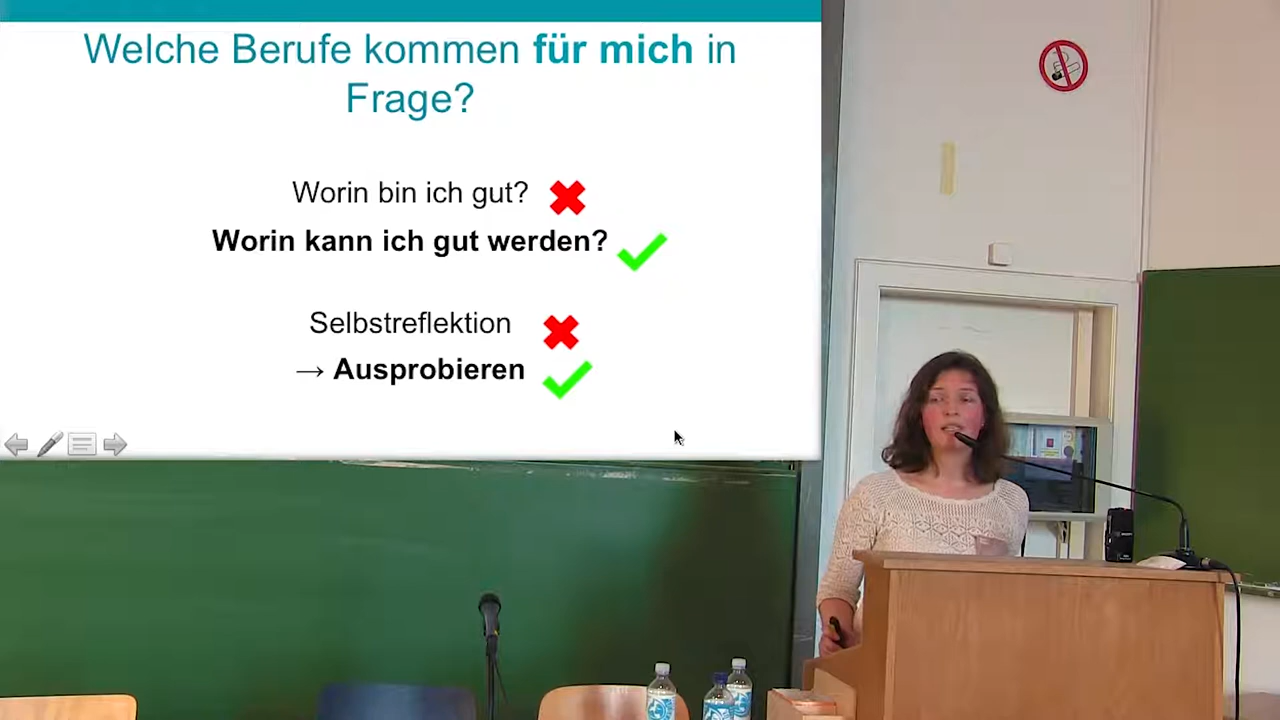 Welche Berufe kommen für mich in
Frage?
Worin bin ich gut?
Worin kann ich gut werden?
Selbstreflektion
→ Ausprobieren